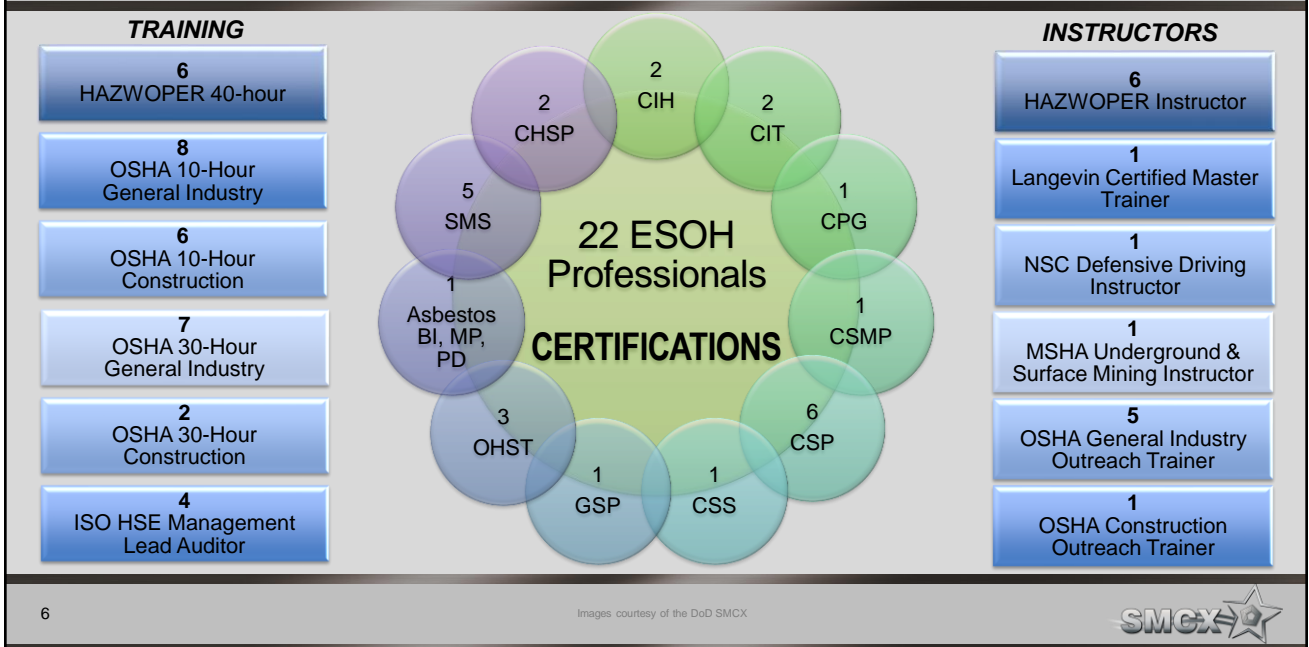 TRAINING
6
HAZWOPER 40-hour
8
OSHA 10-Hour
General Industry
6
OSHA 10-Hour
Construction
7
OSHA 30-Hour
General Industry
2
OSHA 30-Hour
Construction
4
ISO HSE Management
Lead Auditor
2
CIH
2
CIT
1
CPG
1
CSMP
6
CSP
1
CSS
1
GSP
3
OHST
1
Asbestos
BI, MP,
PD
5
SMS
2
CHSP
22 ESOH
Professionals
CERTIFICATIONS
INSTRUCTORS
6
HAZWOPER Instructor
1
Langevin Certified Master
Trainer
1
NSC Defensive Driving
Instructor
1
MSHA Underground &
Surface Mining Instructor
5
OSHA General Industry
Outreach Trainer
1
OSHA Construction
Outreach Trainer
6
Images courtesy of the DoD SMCX
SMCX